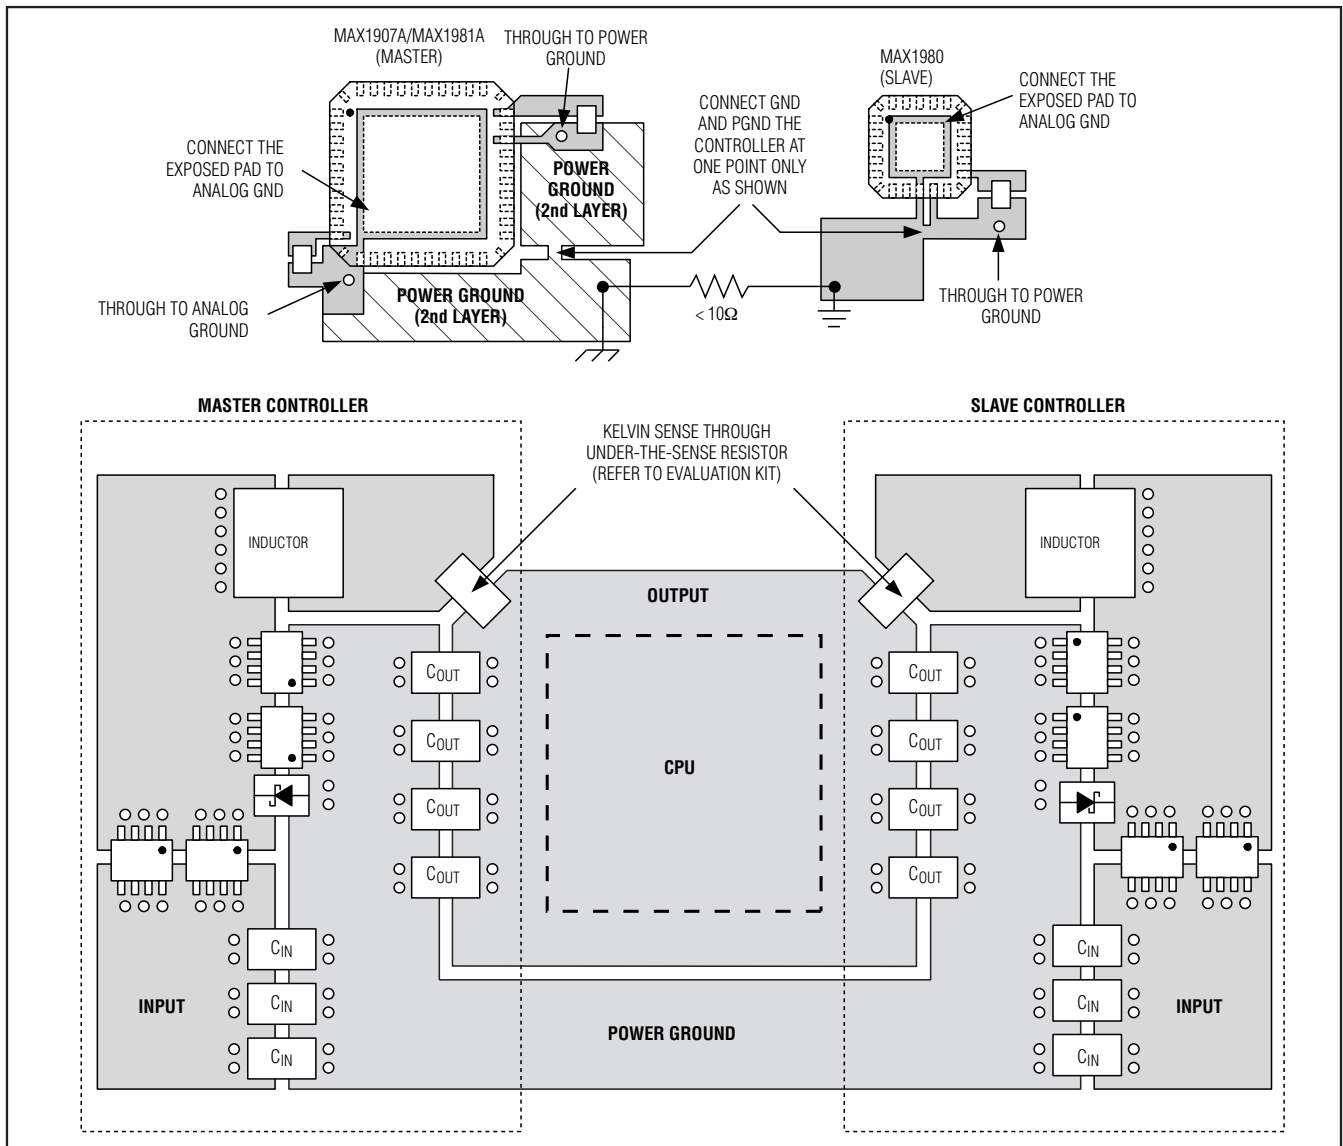 MAX1907A/MAX1981A
(MASTER)
THROUGH TO POWER
GROUND
MAX1980
(SLAVE)
CONNECT THE
EXPOSED PAD TO
ANALOG GND
CONNECT GND
AND PGND THE
CONTROLLER AT
ONE POINT ONLY
AS SHOWN
CONNECT THE
EXPOSED PAD TO
ANALOG GND
POWER
GROUND
(2nd LAYER)
THROUGH TO ANALOG
GROUND
POWER GROUND
(2nd LAYER)
< 10Ω
THROUGH TO POWER
GROUND
MASTER CONTROLLER
SLAVE CONTROLLER
KELVIN SENSE THROUGH
UNDER-THE-SENSE RESISTOR
(REFER TO EVALUATION KIT)
INDUCTOR
INDUCTOR
OUTPUT
COUT
COUT
COUT
COUT
CPU
COUT
COUT
COUT
COUT
CIN
CIN
CIN
INPUT
POWER GROUND
CIN
CIN
CIN
INPUT